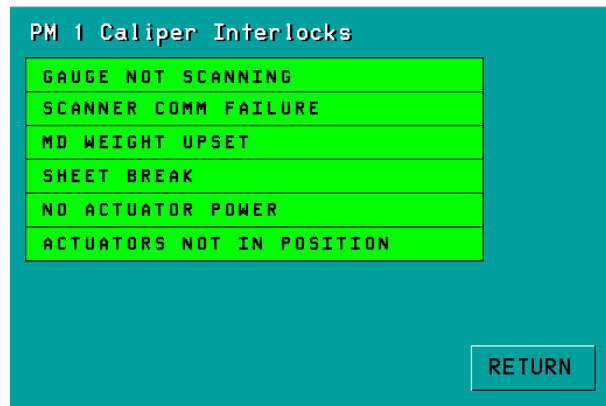 PM 1 Caliper Interlocks
GAUGE NOT SCANNING
SCANNER COMM FAILURE
MD WEIGHT UPSET
SHEET BREAK
NO ACTUATOR POWER
ACTUATORS NOT IN POSITION
RETURN